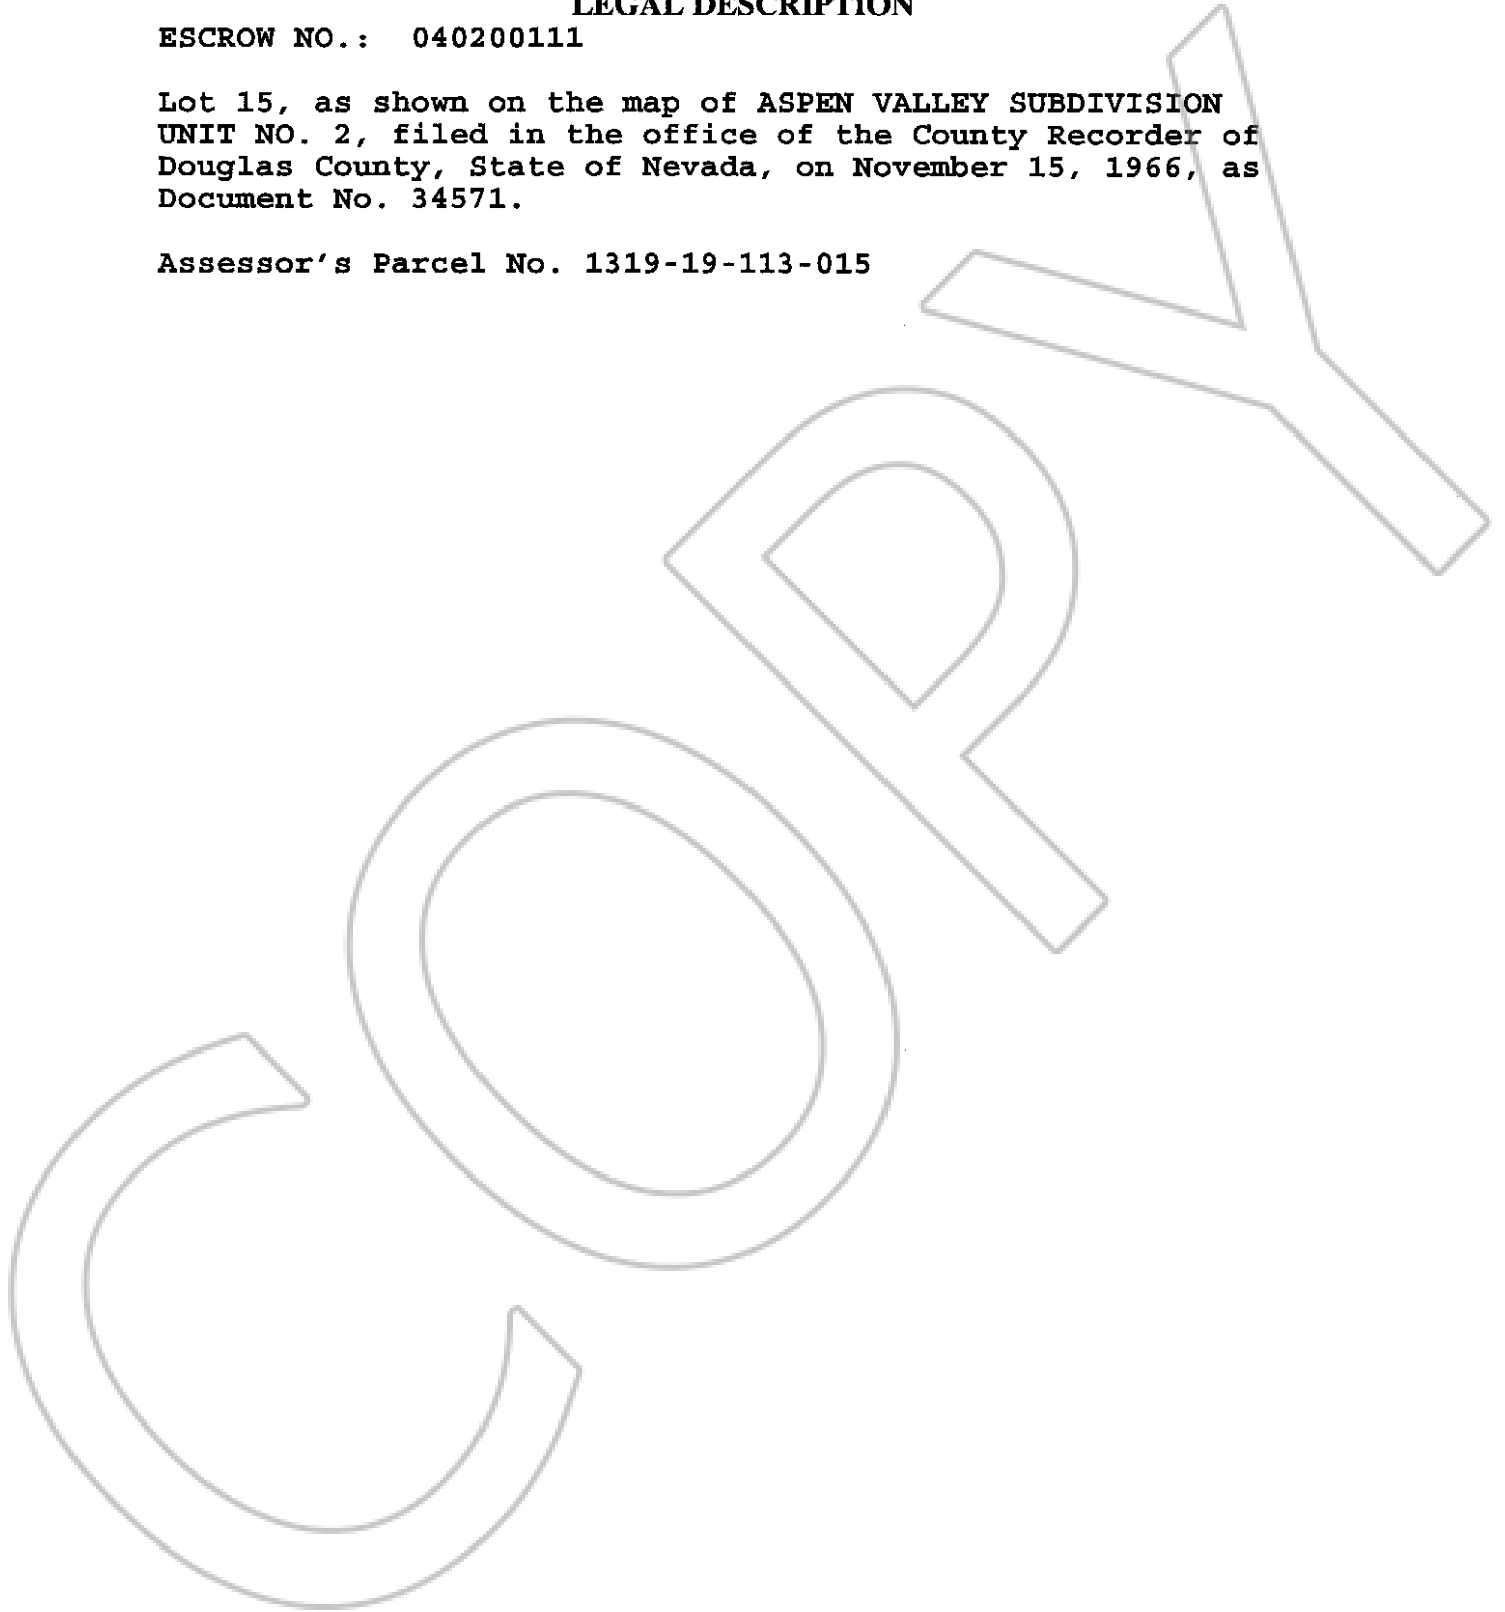 LEGAL DESCRIPTION
ESCROW NO.: 040200111
Lot 15, as shown on the map of ASPEN VALLEY SUBDIVISION
UNIT NO. 2, filed in the office of the County Recorder of
Douglas County, State of Nevada, on November 15, 1966, as
Document No. 34571.
Assessor's Parcel No. 1319-19-113-015
COPY